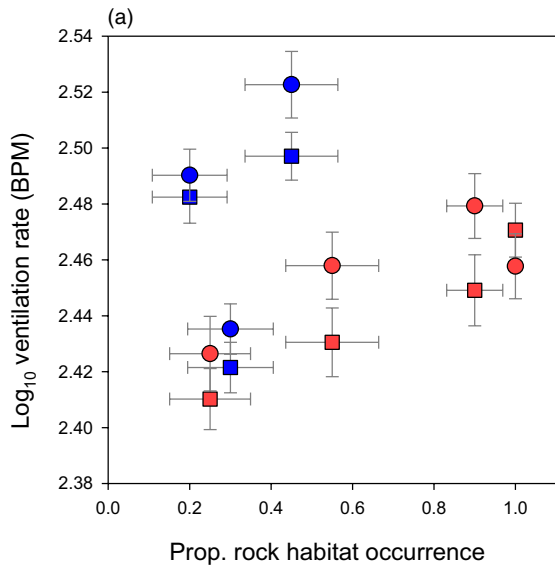 (a)
2.54
2.52
2.50
2.48
2.46
2.44
2.42
2.40
2.38
Log10 ventilation rate (BPM)
0.0 0.2 0.4 0.6 0.8 1.0
Prop. rock habitat occurrence